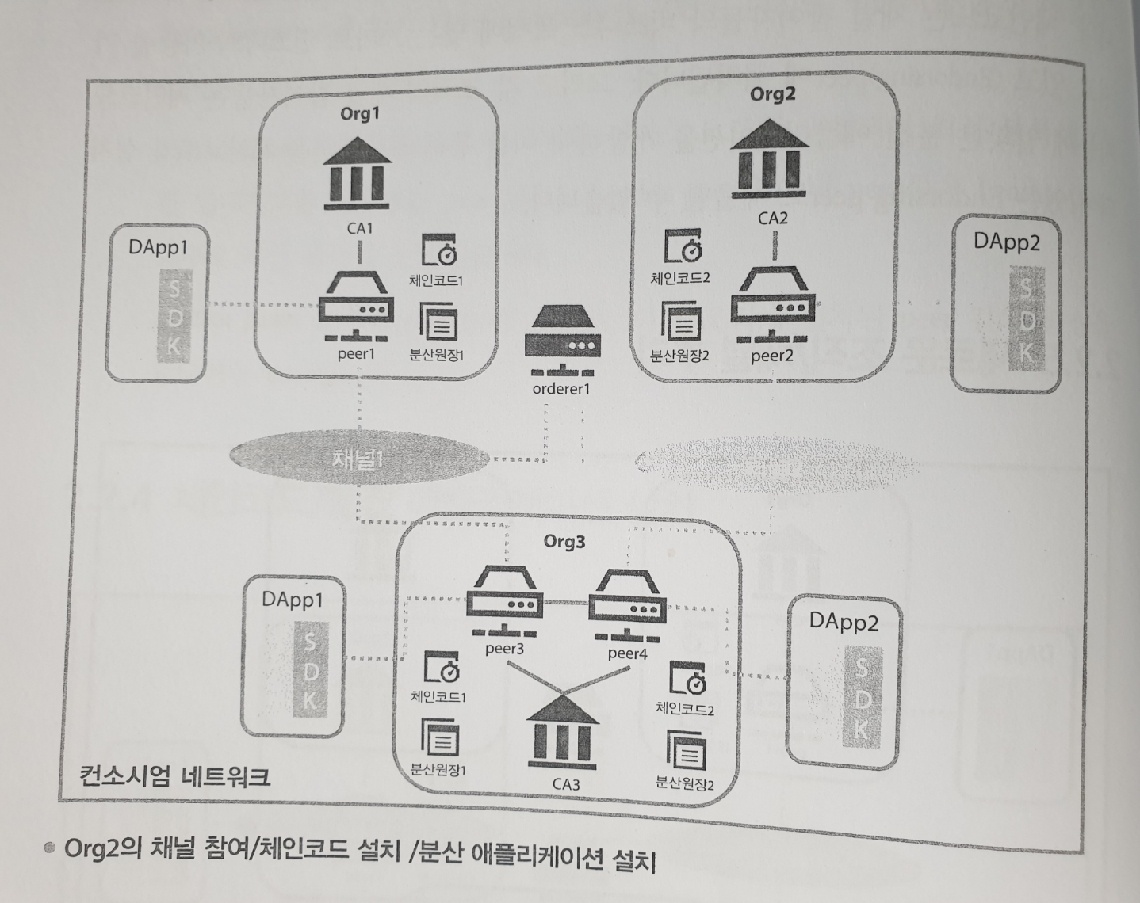 Org1
CA1
체인코드1
peer1
분산원장1
DApp1
SDK
Org2
CA2
체인코드2
분산원장2
peer2
DApp2
SDK
orderer1
채널1
Org3
peer3
peer4
체인코드1
분산원장1
CA3
체인코드2
분산원장2
DApp1
SDK
DApp2
SDK
컨소시엄 네트워크
Org2의 채널 참여/체인코드 설치 /분산 애플리케이션 설치